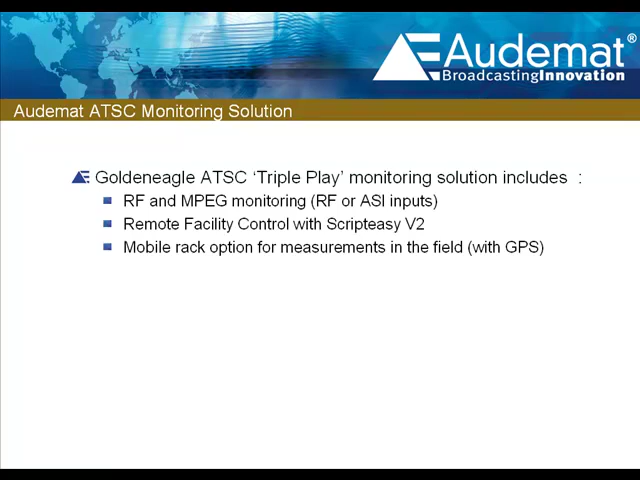 Audemat®
BroadcastingInnovation
Audemat ATSC Monitoring Solution
Goldeneagle ATSC ‘Triple Play’ monitoring solution includes :
RF and MPEG monitoring (RF or ASI inputs)
Remote Facility Control with Scripteasy V2
Mobile rack option for measurements in the field (with GPS)